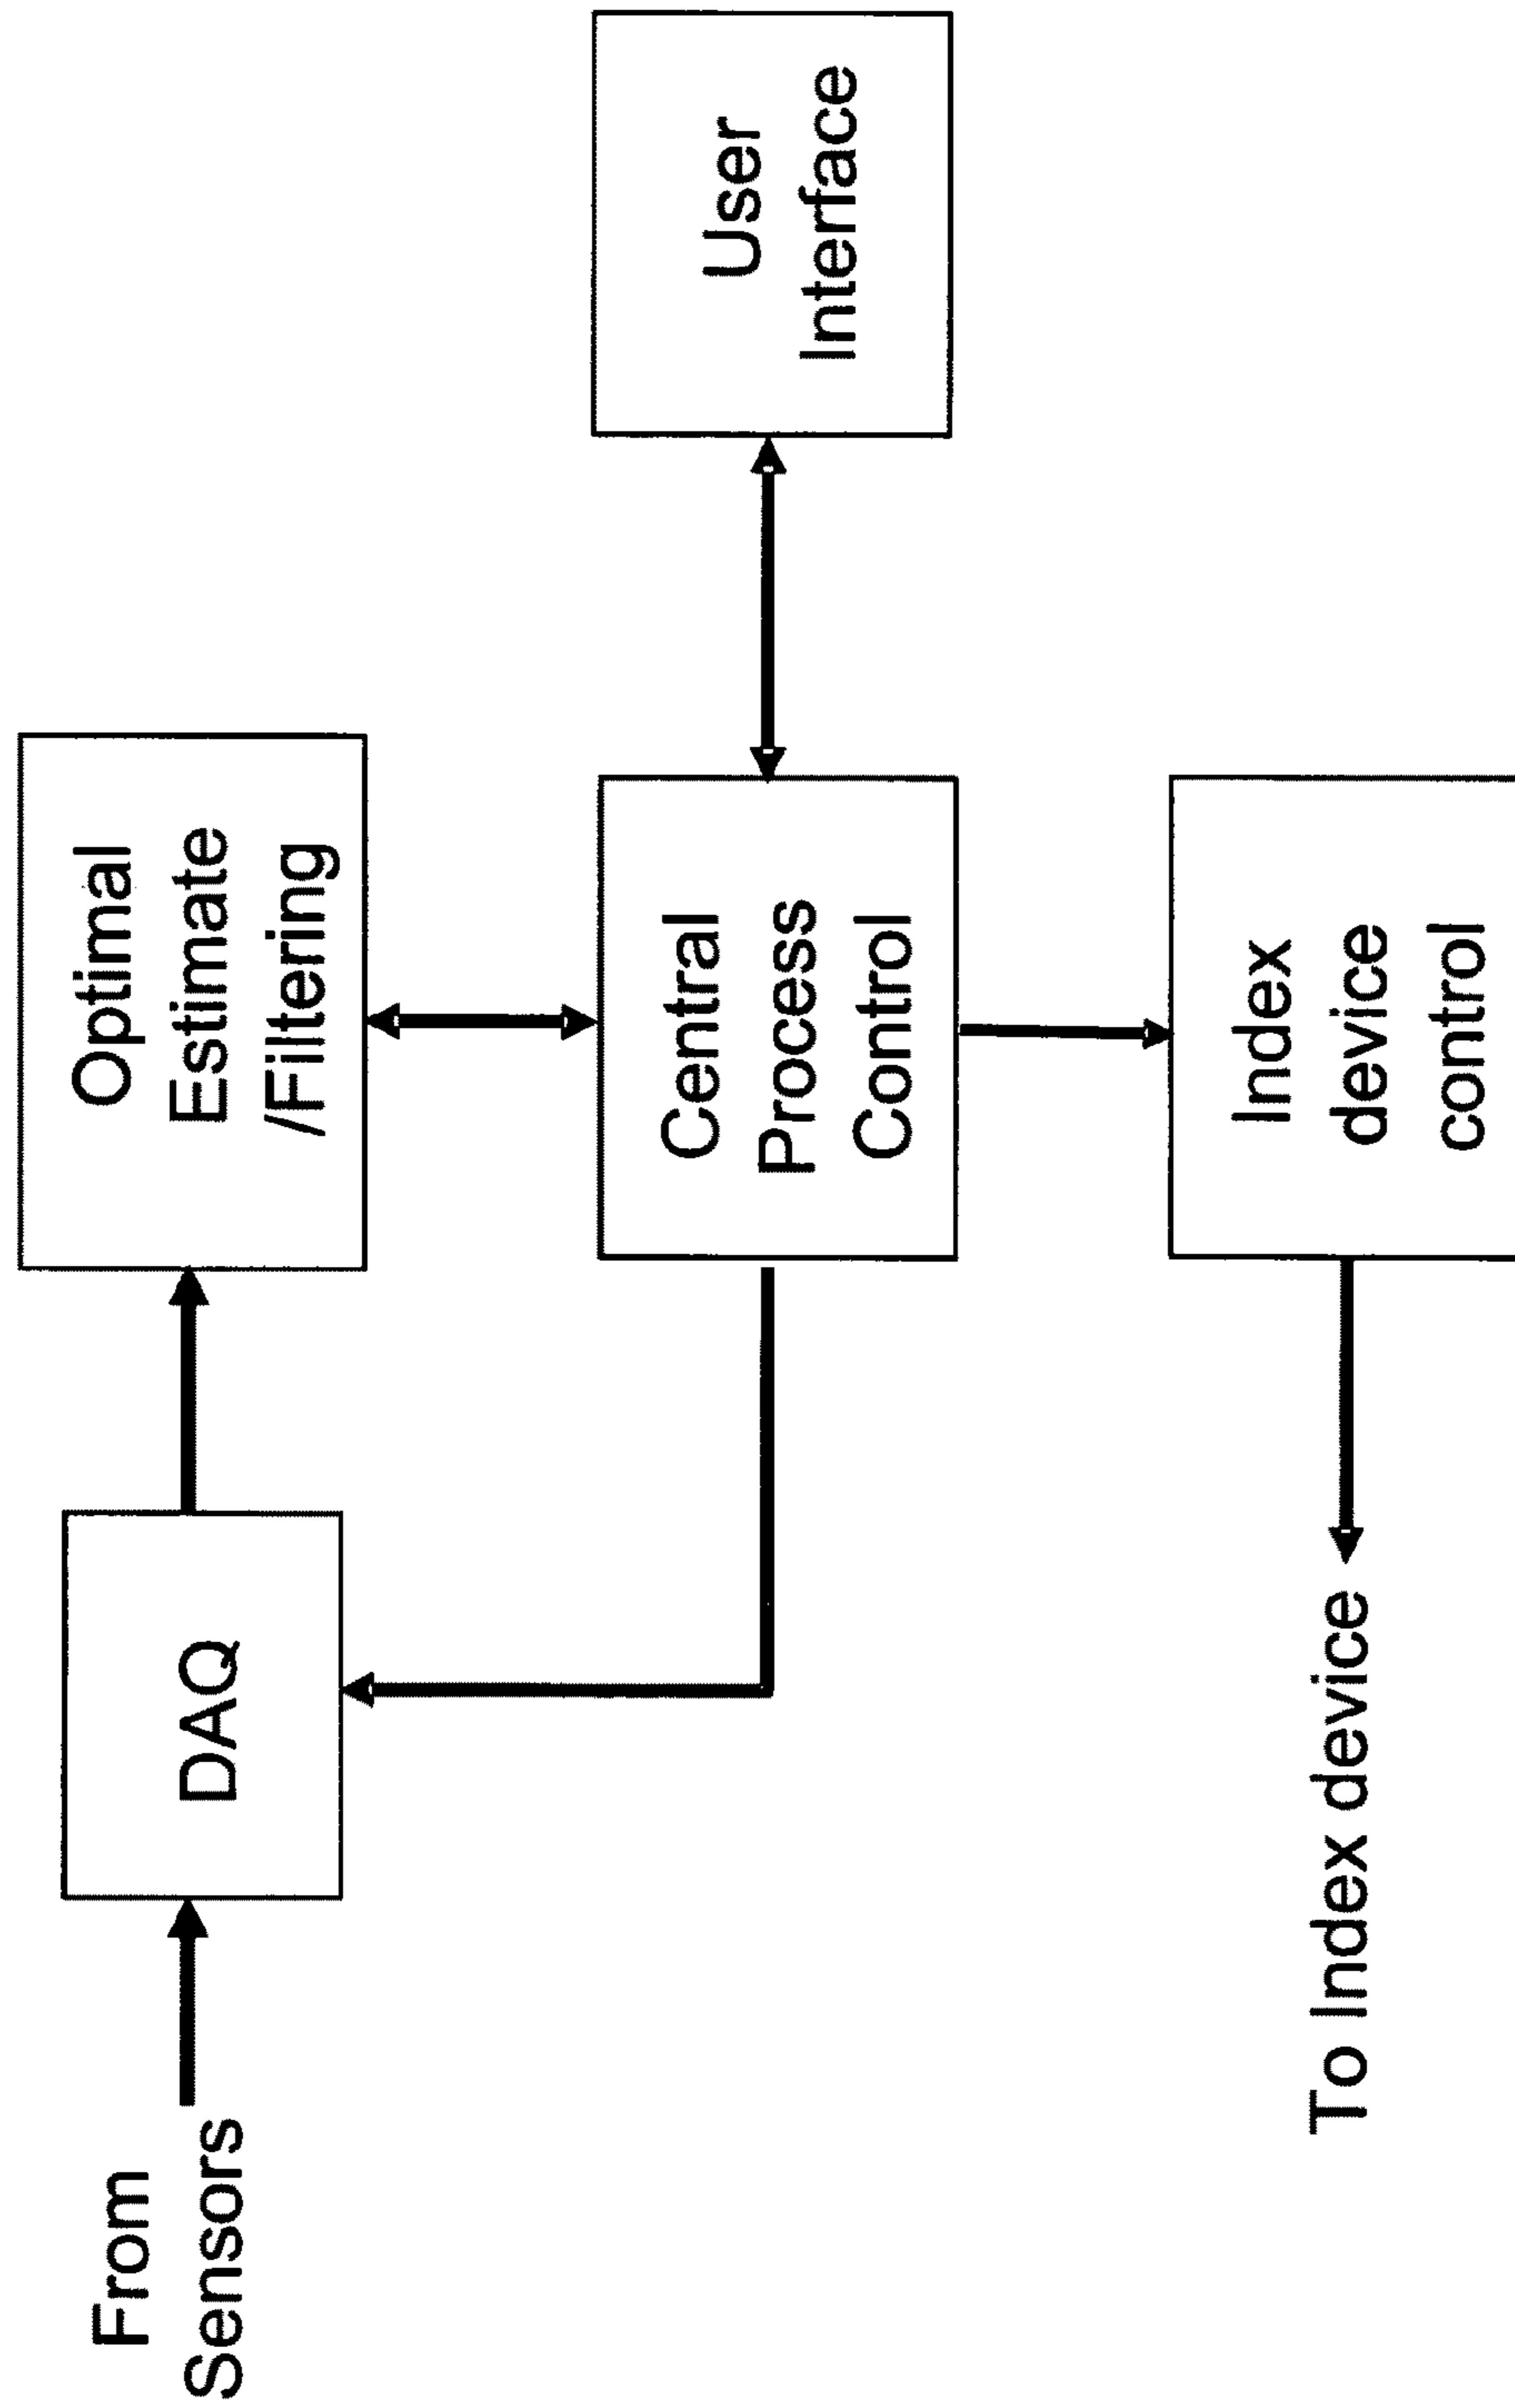 From
Sensors
DAQ
Optimal
Estimate
/Filtering
Central
Process
Control
User
Interface
To Index device
Index
device
control